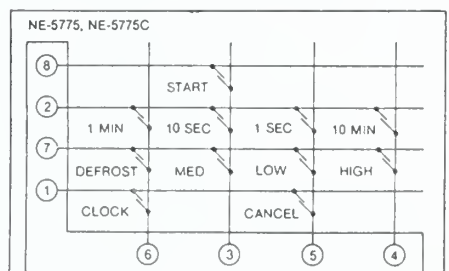 NE-5775, NE-5775C
8
START
2
1 MIN 10 SEC 1 SEC 10 MIN
7
DEFROST MED LOW HIGH
1
CLOCK CANCEL
6 3 5 4